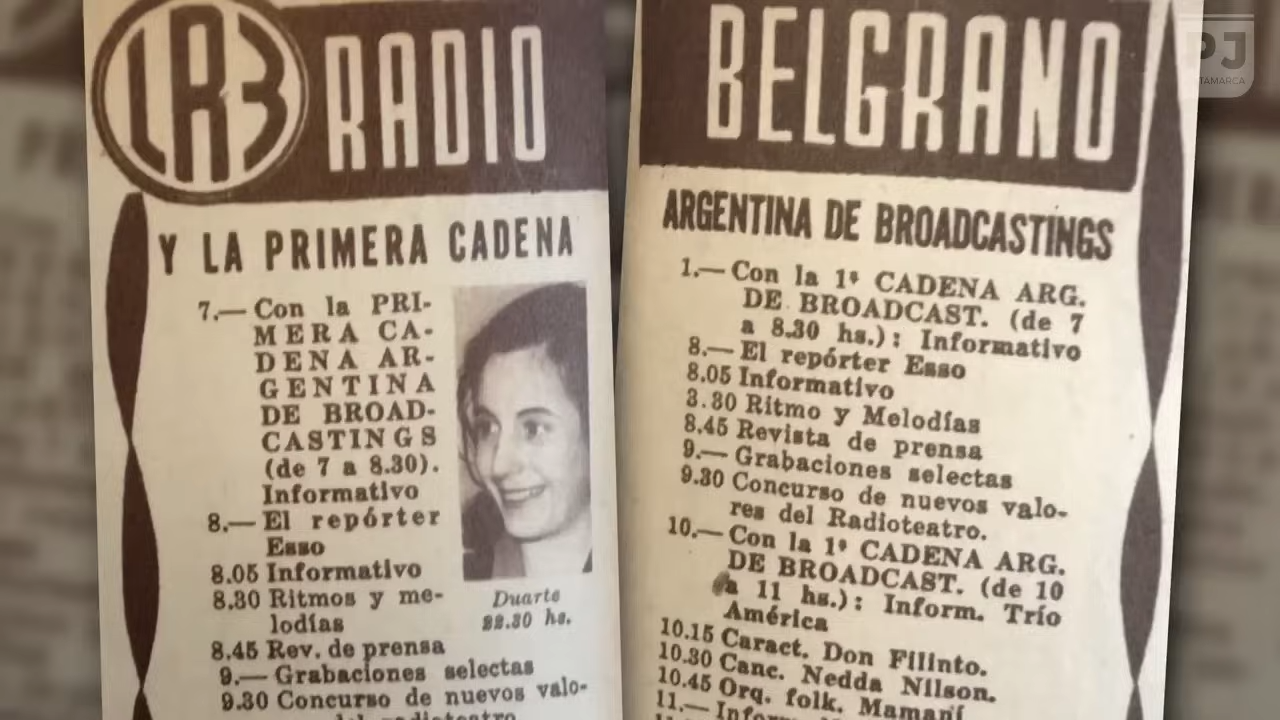 LR3 RADIO
Y LA PRIMERA CADENA
7.— Con la PRI-
MERA CA-
DENA AR-
GENTINA
DE BROAD-
CASTINGS
(de 7 a 8.30).
Informativo
8.— El repórter
Esso
8.05 Informativo
8.30 Ritmos y me-
lodías
8.45 Rev. de prensa
9.— Grabaciones selectas
9.30 Concurso de nuevos valo-
radioteatro
Duarte
22.30 hs.
BELGRANO
ARGENTINA DE BROADCASTINGS
1.— Con la 1ª CADENA ARG.
DE BROADCAST. (de 7
a 8.30 hs.): Informativo
8.— El repórter Esso
8.05 Informativo
3.30 Ritmo y Melodías
8.45 Revista de prensa
9.— Grabaciones selectas
9.30 Concurso de nuevos valo-
res del Radioteatro.
10.— Con la 1ª CADENA ARG.
DE BROADCAST. (de 10
a 11 hs.): Inform. Trío
América
10.15 Caract. Don Filinto.
10.30 Canc. Nedda Nilson.
10.45 Orq. folk. Mamaní
11.—
PJ